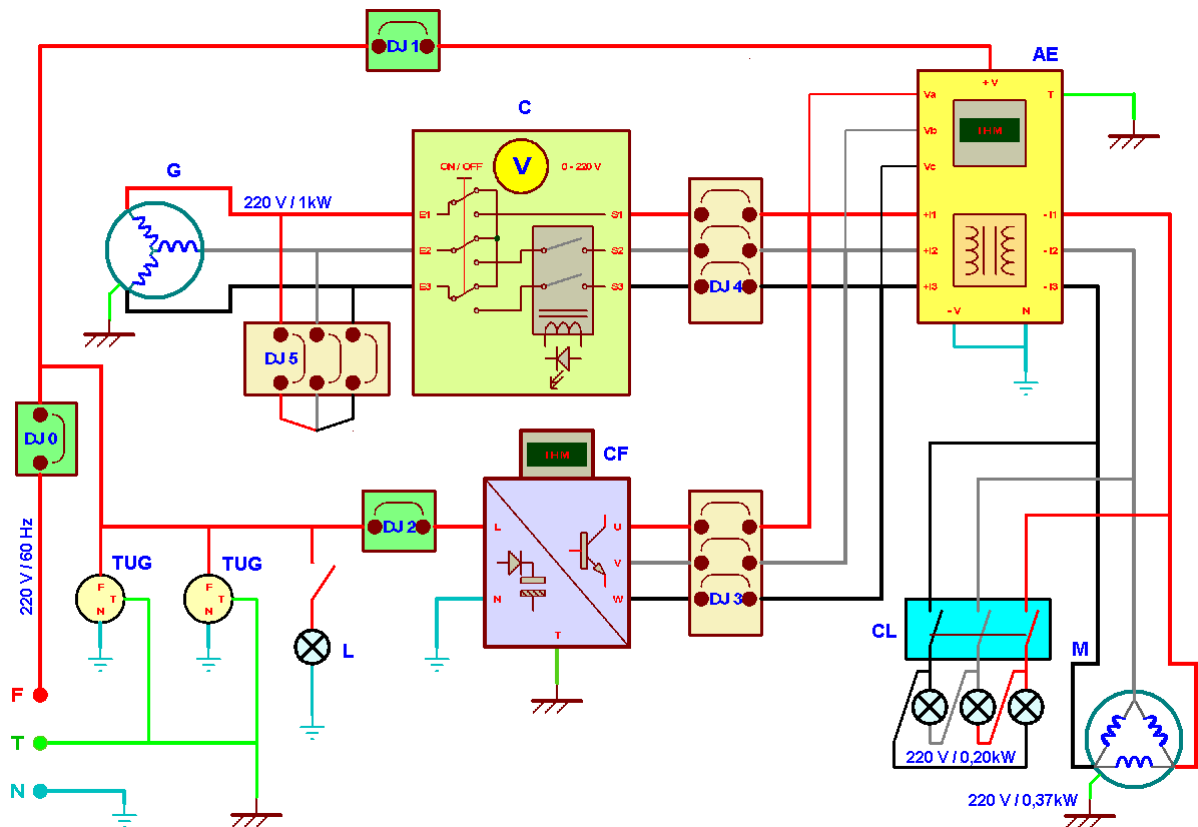 DJ 1
AE
+V
Va
T
C
THM
ON / OFF
V
0 - 220 V
Vb
Vc
G
220 V / 1kW
E1
S1
+I1
-I1
E2
S2
+I2
-I2
E3
S3
DJ 4
+I3
-I3
-V
N
DJ 5
DJ 0
THM
CF
220 V / 60 Hz
L
DJ 2
U
TUG
TUG
V
F
T
N
F
T
N
N
W
DJ 3
T
L
CL
M
F
T
220 V / 0,20kW
N
220 V / 0,37kW